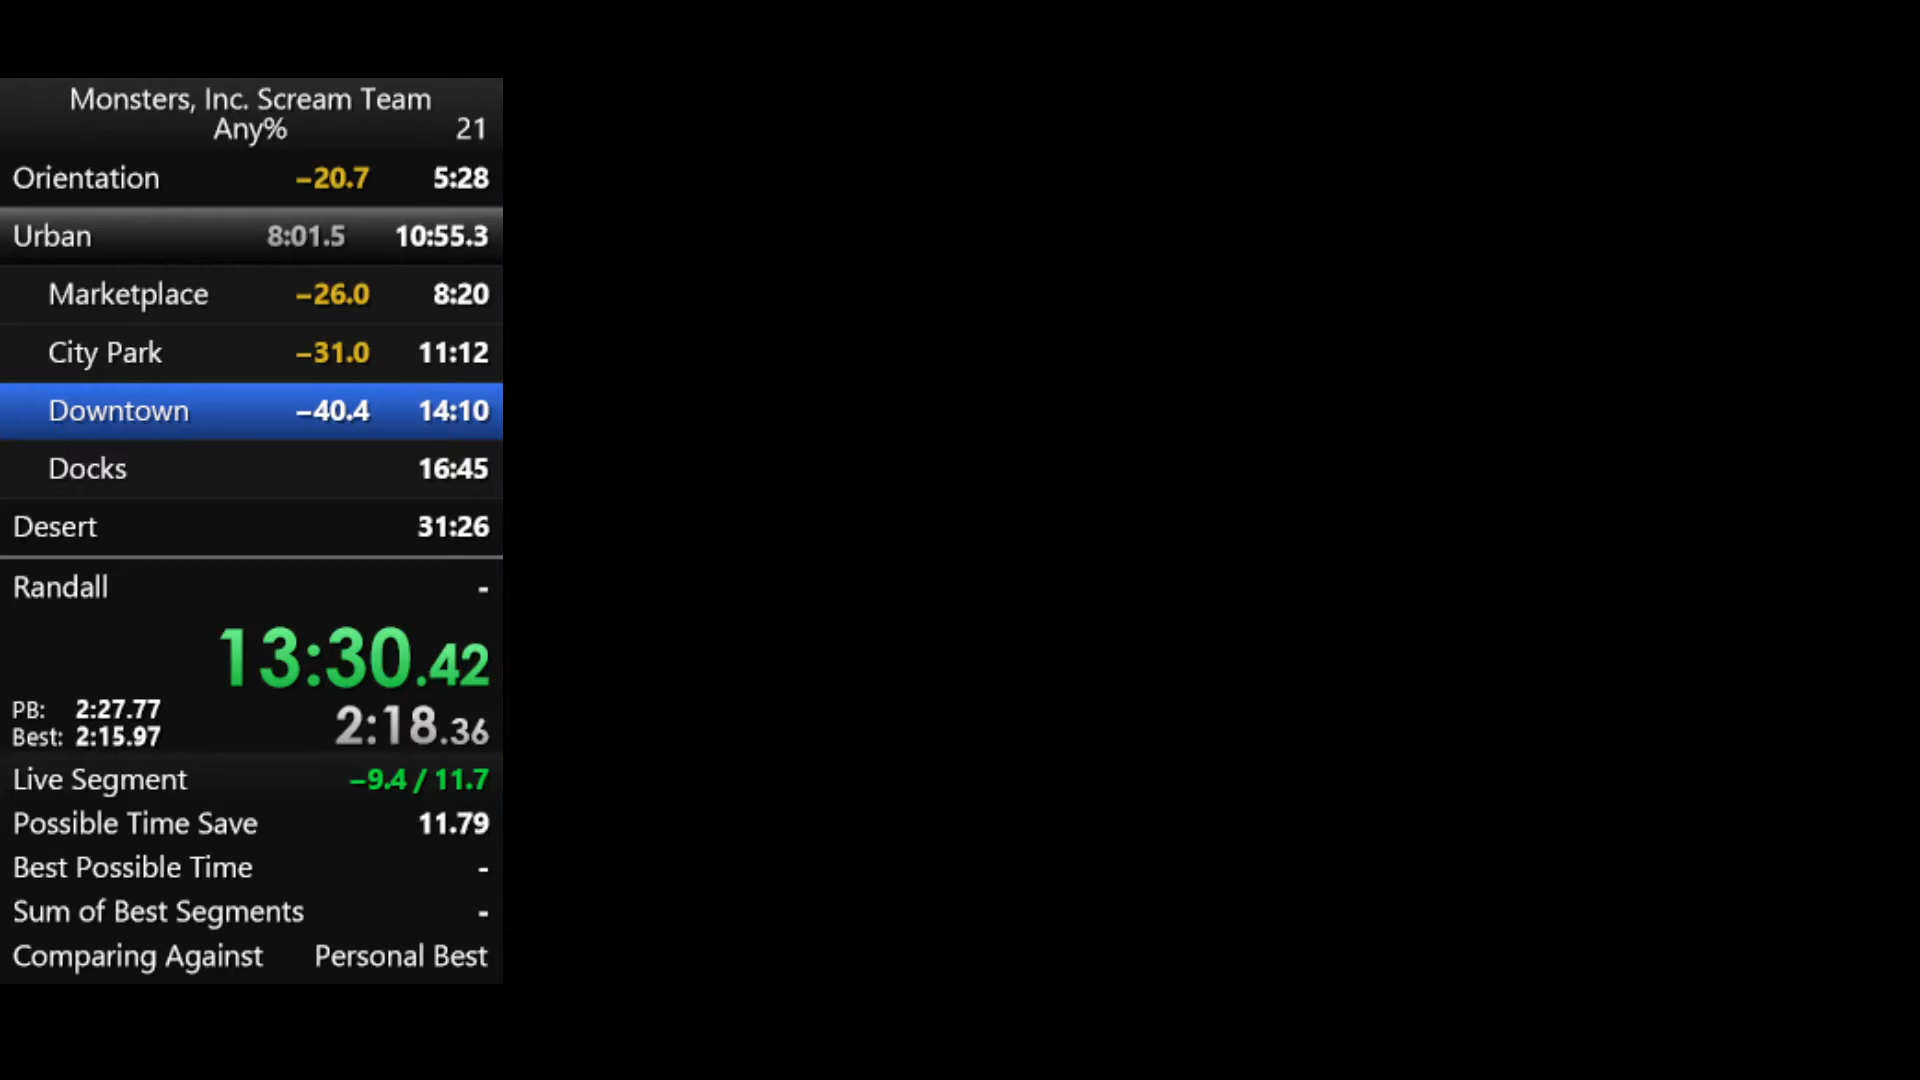 Monsters, Inc. Scream Team
Any% 21
Orientation −20.7 5:28
Urban 8:01.5 10:55.3
Marketplace −26.0 8:20
City Park −31.0 11:12
Downtown −40.4 14:10
Docks 16:45
Desert 31:26
Randall -
13:30.42
PB: 2:27.77
Best: 2:15.97
2:18.36
Live Segment −9.4 / 11.7
Possible Time Save 11.79
Best Possible Time -
Sum of Best Segments -
Comparing Against Personal Best